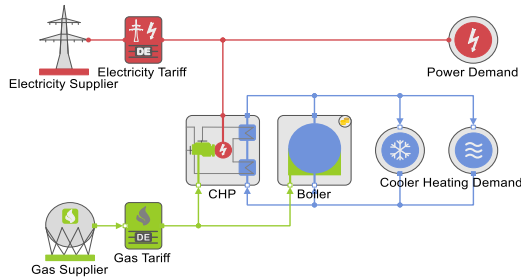 DE
Electricity Supplier
Electricity Tariff
Power Demand
CHP
Boiler
Cooler
Heating Demand
DE
Gas Supplier
Gas Tariff